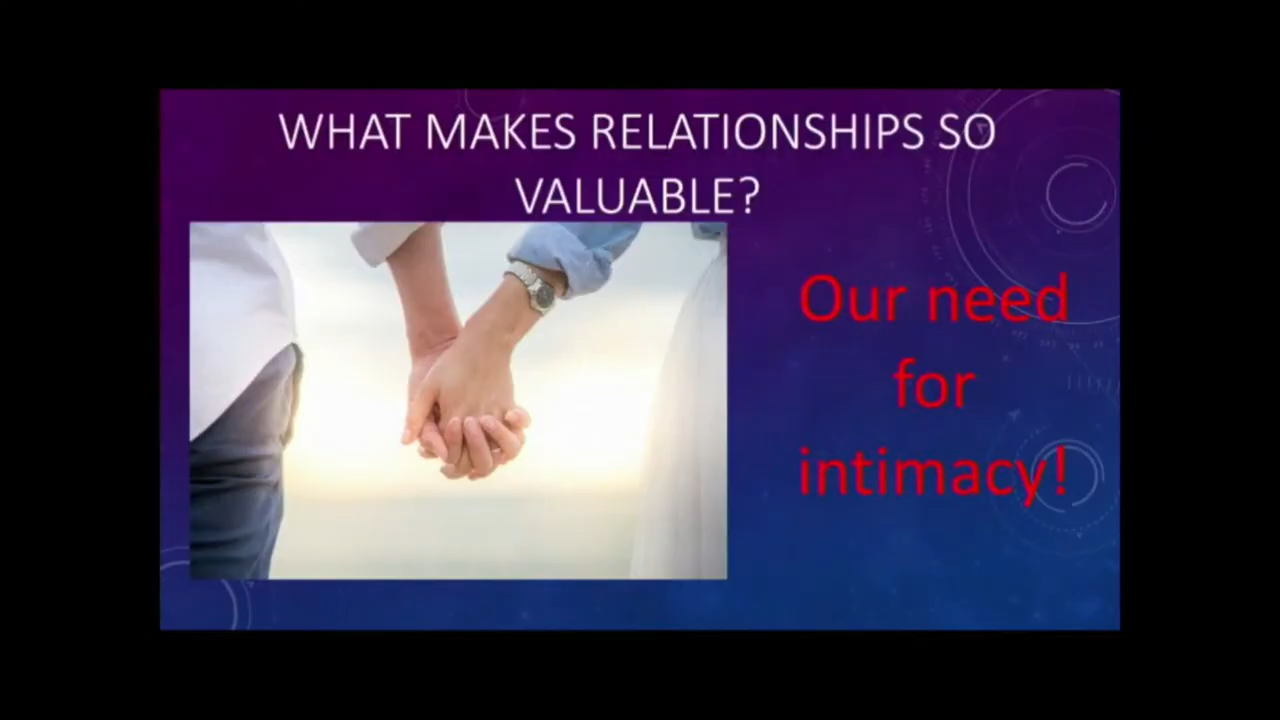 WHAT MAKES RELATIONSHIPS SO
VALUABLE?
Our need
for
intimacy!